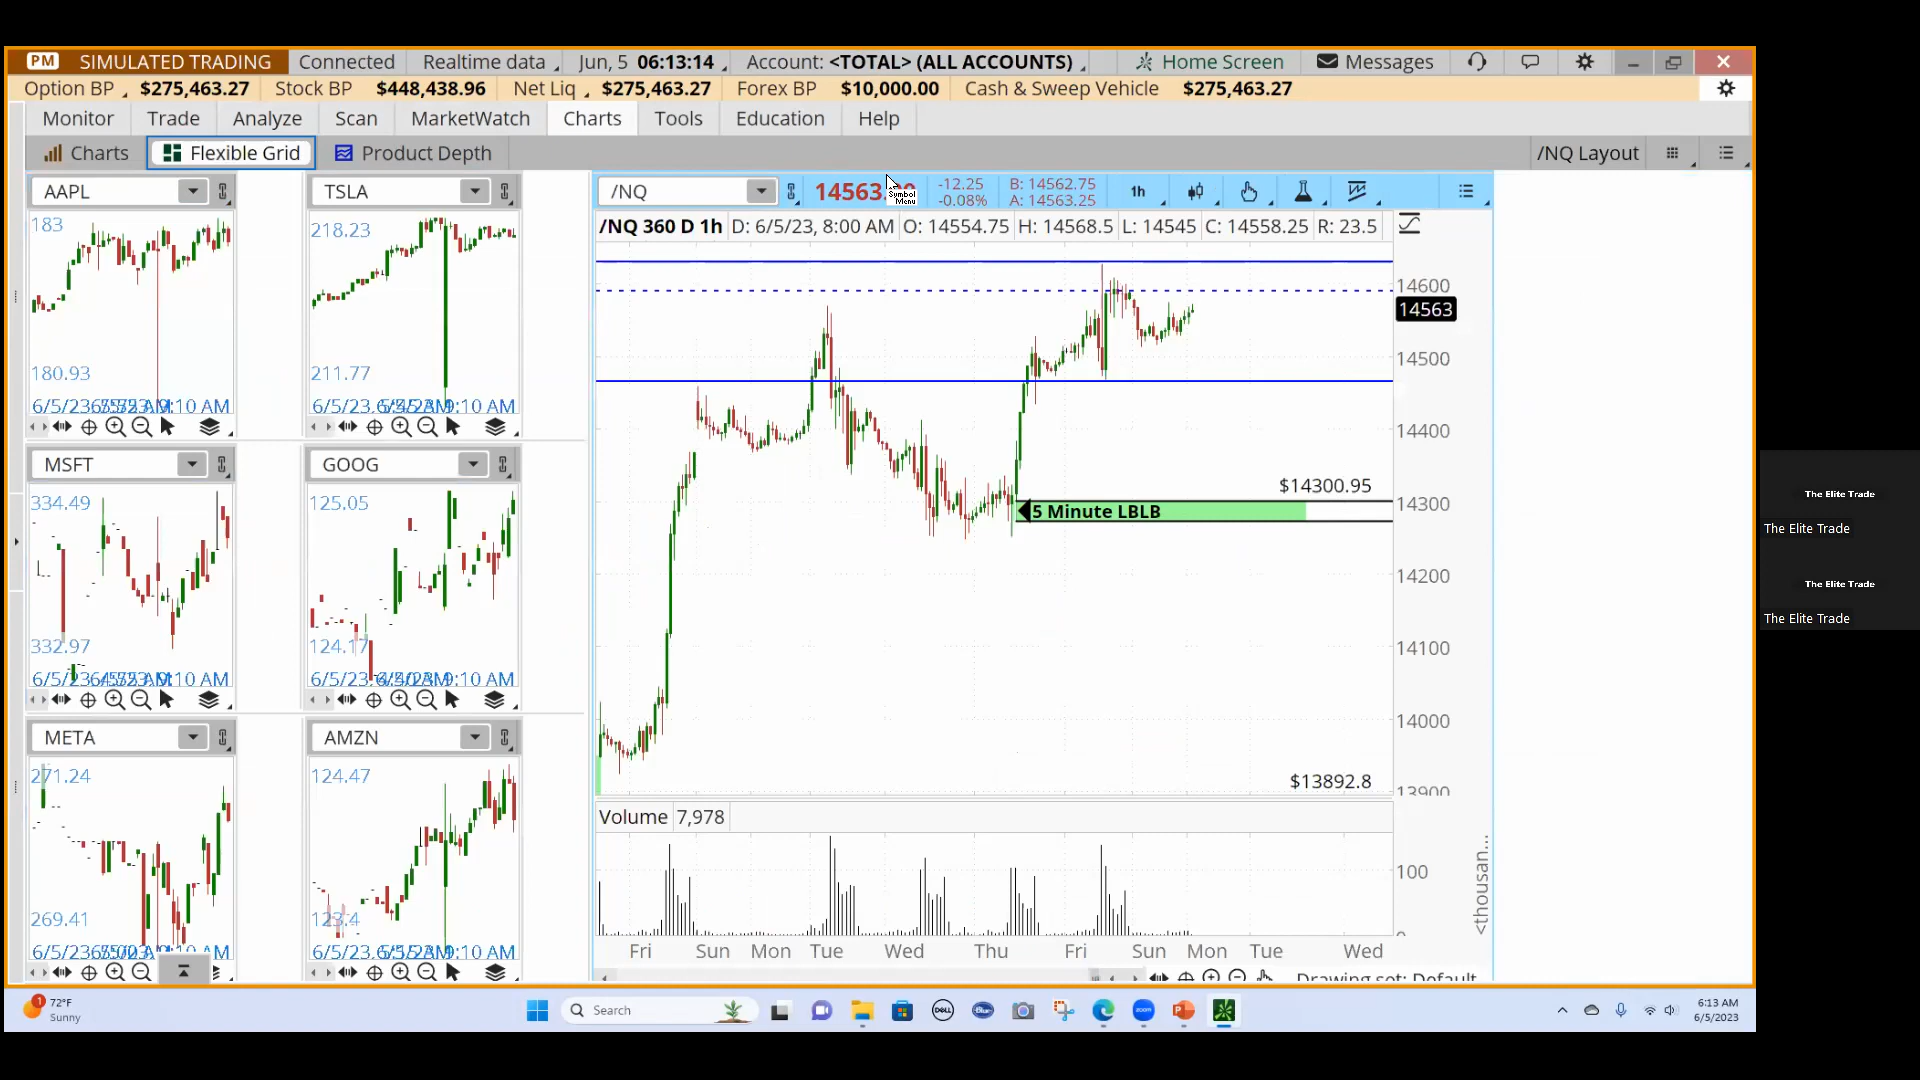 PM SIMULATED TRADING Connected Realtime data Jun, 5 06:13:14 Account: <TOTAL> (ALL ACCOUNTS) Home Screen Messages
Option BP $275,463.27 Stock BP $448,438.96 Net Liq $275,463.27 Forex BP $10,000.00 Cash & Sweep Vehicle $275,463.27
Monitor Trade Analyze Scan MarketWatch Charts Tools Education Help
Charts Flexible Grid Product Depth /NQ Layout
AAPL
183
180.93
TSLA
218.23
211.77
MSFT
334.49
332.97
GOOG
125.05
124.17
META
271.24
269.41
AMZN
124.47
123.4
/NQ 14563. -12.25 B: 14562.75 1h
-0.08% A: 14563.25
Symbol
Menu
/NQ 360 D 1h D: 6/5/23, 8:00 AM O: 14554.75 H: 14568.5 L: 14545 C: 14558.25 R: 23.5
14600
14563
14500
14400
$14300.95
14300
5 Minute LBLB
14200
14100
14000
$13892.8
13900
Volume 7,978
100
<thousan...
Fri Sun Mon Tue Wed Thu Fri Sun Mon Tue Wed
Drawing set: Default
The Elite Trade
The Elite Trade
The Elite Trade
The Elite Trade
1
72°F
Sunny
Search
DELL
zoom
6:13 AM
6/5/2023